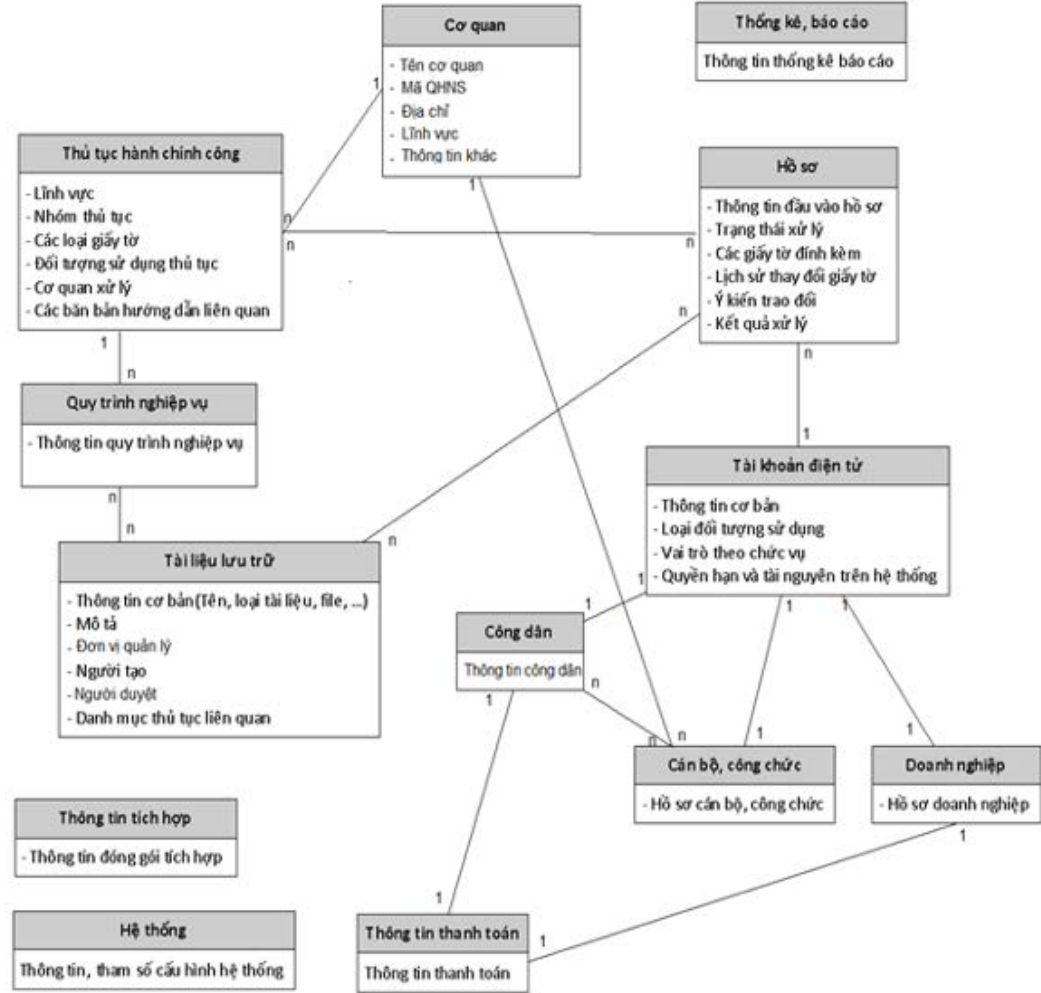 Cơ quan
- Tên cơ quan
- Mã QHNS
- Địa chỉ
- Lĩnh vực
. Thông tin khác
1
1
Thống kê, báo cáo
Thông tin thống kê báo cáo
Thủ tục hành chính công
- Lĩnh vực
- Nhóm thủ tục
- Các loại giấy tờ
- Đối tượng sử dụng thủ tục
- Cơ quan xử lý
- Các băn bản hướng dẫn liên quan
n
n
1
Hồ sơ
- Thông tin đầu vào hồ sơ
- Trạng thái xử lý
- Các giấy tờ đính kèm
- Lịch sử thay đổi giấy tờ
- Ý kiến trao đổi
- Kết quả xử lý
n
n
n
n
Quy trình nghiệp vụ
- Thông tin quy trình nghiệp vụ
n
1
Tài khoản điện tử
- Thông tin cơ bản
- Loại đối tượng sử dụng
- Vai trò theo chức vụ
- Quyền hạn và tài nguyên trên hệ thống
1
1
1
n
n
Tài liệu lưu trữ
- Thông tin cơ bản(Tên, loại tài liệu, file, ...)
- Mô tả
- Đơn vị quản lý
- Người tạo
- Người duyệt
- Danh mục thủ tục liên quan
1
Công dân
Thông tin công dân
n
1
n
n
1
1
Cán bộ, công chức
- Hồ sơ cán bộ, công chức
Doanh nghiệp
- Hồ sơ doanh nghiệp
1
Thông tin tích hợp
- Thông tin đóng gói tích hợp
Hệ thống
Thông tin, tham số cấu hình hệ thống
1
Thông tin thanh toán
Thông tin thanh toán
1